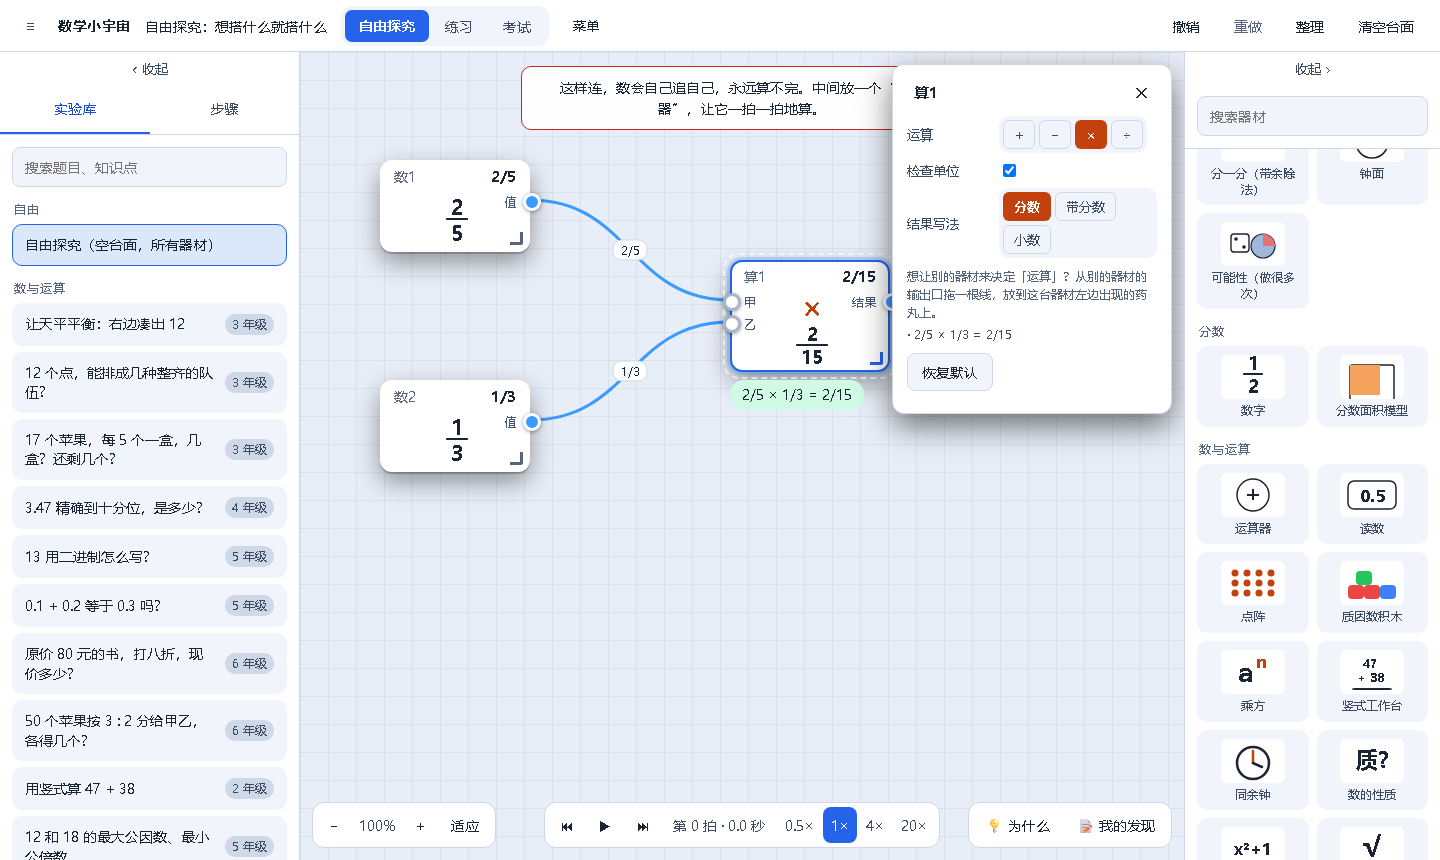 ≡ 数学小宇宙 自由探究：想搭什么就搭什么 自由探究 练习 考试 菜单 撤销 重做 整理 清空台面
‹ 收起
实验库 步骤
搜索题目、知识点
自由
自由探究（空台面，所有器材）
数与运算
让天平平衡：右边凑出 12 3 年级
12 个点，能排成几种整齐的队
伍？ 3 年级
17 个苹果，每 5 个一盒，几
盒？还剩几个？ 3 年级
3.47 精确到十分位，是多少？ 4 年级
13 用二进制怎么写？ 5 年级
0.1 + 0.2 等于 0.3 吗？ 5 年级
原价 80 元的书，打八折，现
价多少？ 6 年级
50 个苹果按 3 : 2 分给甲乙，
各得几个？ 6 年级
用竖式算 47 + 38 2 年级
12 和 18 的最大公因数、最小
公倍数 5 年级
这样连，数会自己追自己，永远算不完。中间放一个“
器”，让它一拍一拍地算。
数1 2/5
值
2
5
2/5
数2 1/3
值
1
3
1/3
算1 2/15
甲 结果
乙
×
2
15
2/5 × 1/3 = 2/15
算1 ✕
运算 + − × ÷
检查单位
结果写法 分数 带分数
小数
想让别的器材来决定「运算」？从别的器材的
输出口拖一根线，放到这台器材左边出现的药
丸上。
· 2/5 × 1/3 = 2/15
恢复默认
− 100% + 适应
第 0 拍 · 0.0 秒 0.5× 1× 4× 20×
为什么 我的发现
收起 ›
搜索器材
分一分（带余除
法） 钟面
可能性（做很多
次）
分数
1
2
数字 分数面积模型
数与运算
+ 0.5
运算器 读数
点阵 质因数积木
aⁿ 47
+ 38
乘方 竖式工作台
质?
同余钟 数的性质
x²+1 √